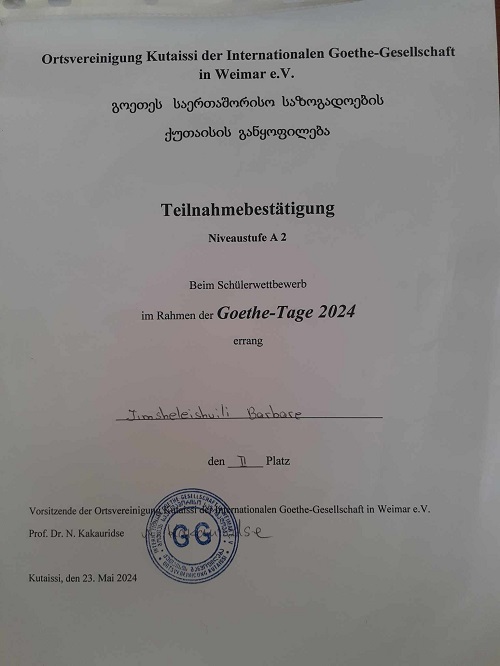 Ortsvereinigung Kutaissi der Internationalen Goethe-Gesellschaft
in Weimar e.V.
გოეთეს საერთაშორისო საზოგადოების
ქუთაისის განყოფილება
Teilnahmebestätigung
Niveaustufe A 2
Beim Schülerwettbewerb
im Rahmen der Goethe-Tage 2024
errang
Jimsheleishvili Barbare
den II Platz
Vorsitzende der Ortsvereinigung Kutaissi der Internationalen Goethe-Gesellschaft in Weimar e.V.
Prof. Dr. N. Kakauridse
GG
Kutaissi, den 23. Mai 2024